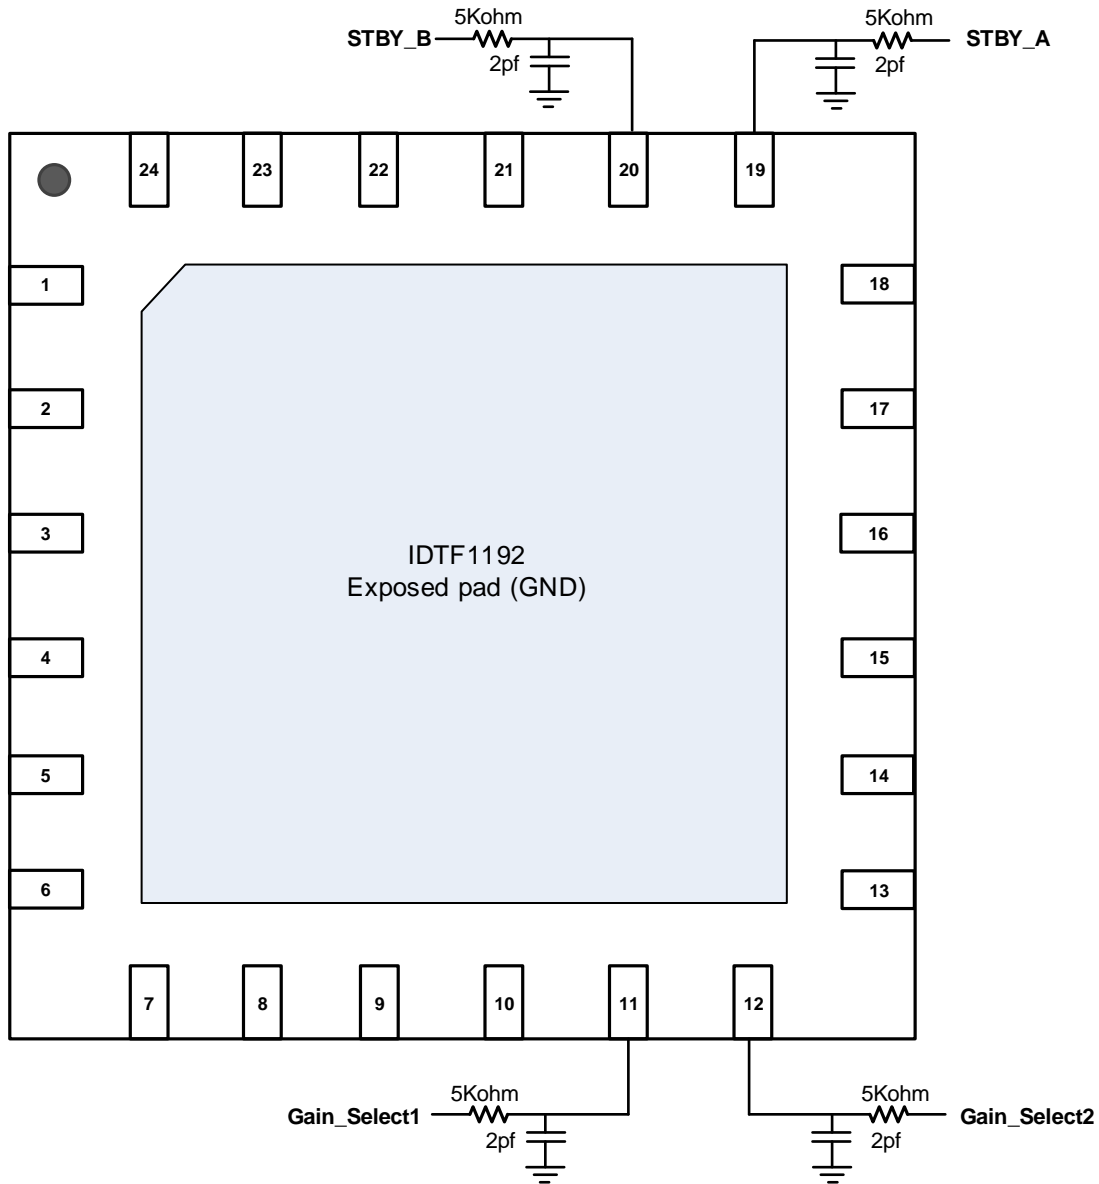 5Kohm
STBY_B
2pf
5Kohm
STBY_A
2pf
24
23
22
21
20
19
1
2
3
4
5
6
18
17
16
15
14
13
IDTF1192
Exposed pad (GND)
7
8
9
10
11
12
5Kohm
Gain_Select1
2pf
5Kohm
Gain_Select2
2pf